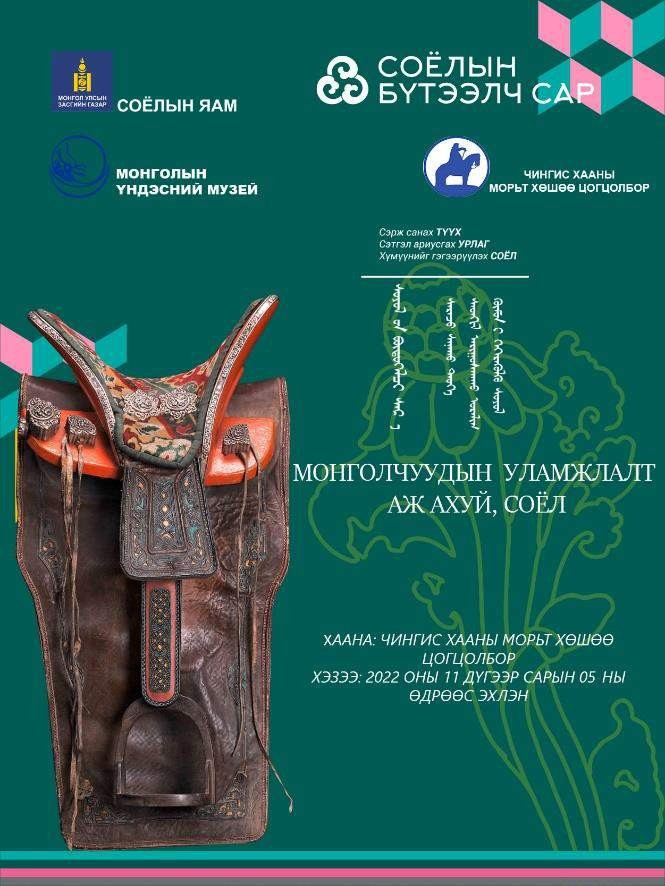 МОНГОЛ УЛСЫН
ЗАСГИЙН ГАЗАР
СОЁЛЫН ЯАМ
СОЁЛЫН
БҮТЭЭЛЧ САР
МОНГОЛЫН
ҮНДЭСНИЙ МУЗЕЙ
ЧИНГИС ХААНЫ
МОРЬТ ХӨШӨӨ ЦОГЦОЛБОР
Сэрж санах ТҮҮХ
Сэтгэл ариусгах УРЛАГ
Хүмүүнийг гэгээрүүлэх СОЁЛ
МОНГОЛЧУУДЫН УЛАМЖЛАЛТ
АЖ АХУЙ, СОЁЛ
ХААНА: ЧИНГИС ХААНЫ МОРЬТ ХӨШӨӨ
ЦОГЦОЛБОР
ХЭЗЭЭ: 2022 ОНЫ 11 ДҮГЭЭР САРЫН 05 НЫ
ӨДРӨӨС ЭХЛЭН